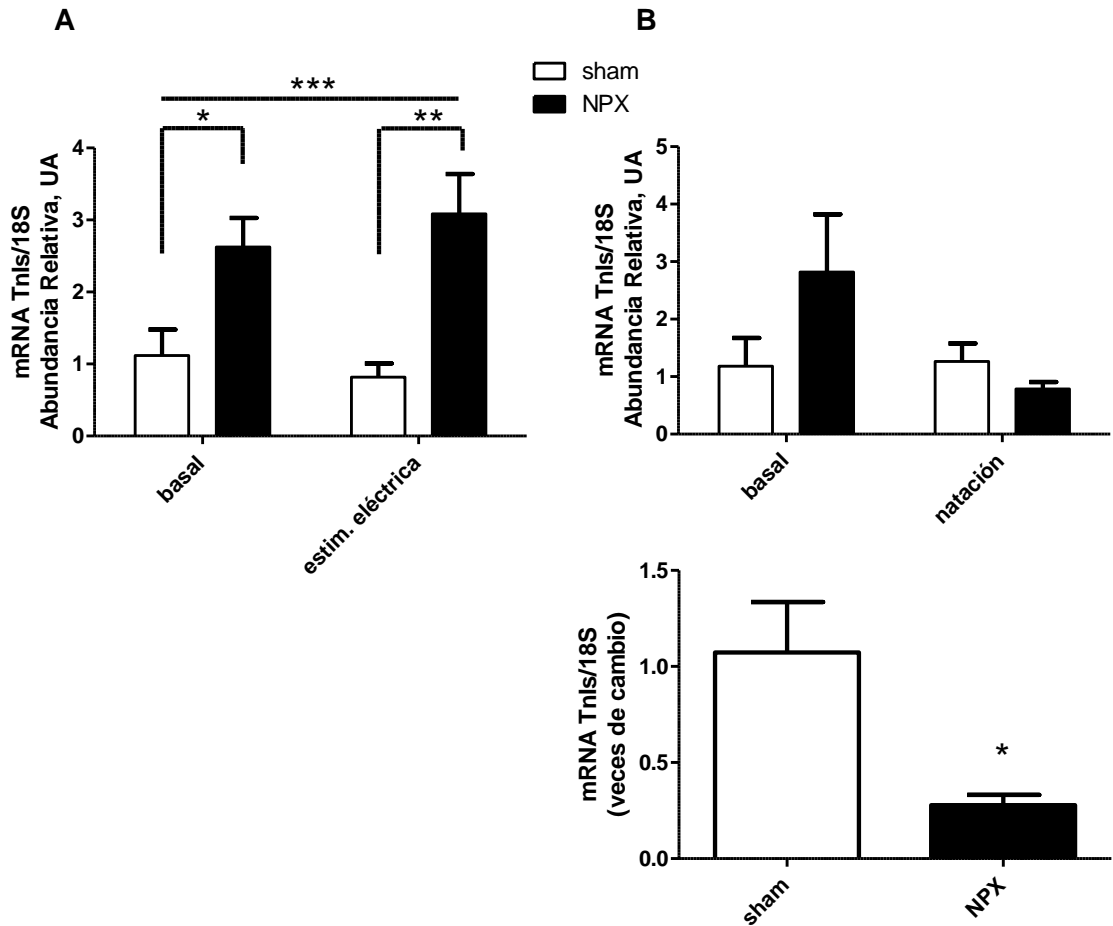 A
B
sham
NPX
***
*
**
mRNA TnIs/18S
Abundancia Relativa, UA
4
3
2
1
0
basal
estim. eléctrica
mRNA TnIs/18S
Abundancia Relativa, UA
5
4
3
2
1
0
basal
natación
mRNA TnIs/18S
(veces de cambio)
1.5
1.0
0.5
0.0
*
sham
NPX